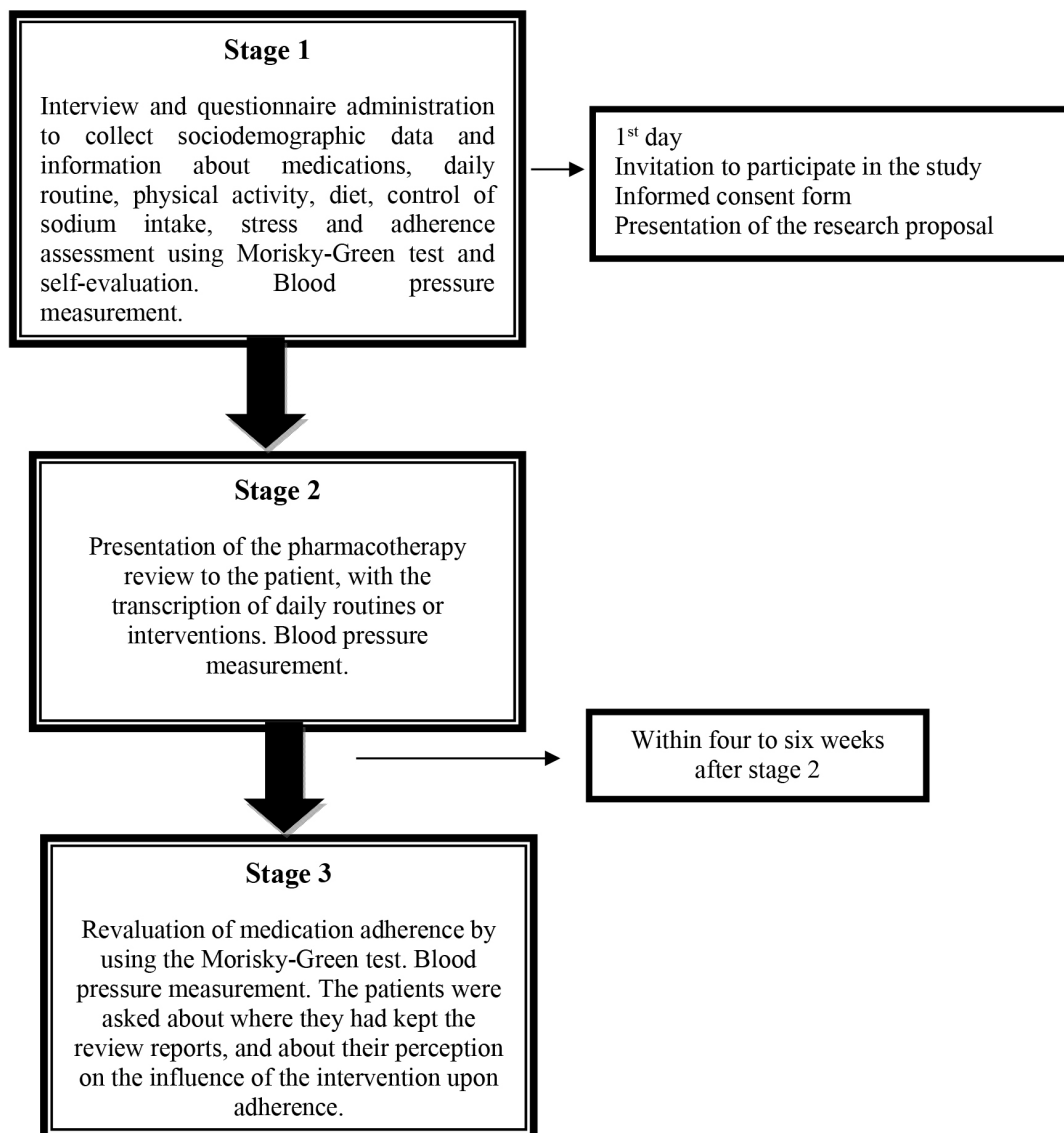 Stage 1
Interview and questionnaire administration
to collect sociodemographic data and
information about medications, daily
routine, physical activity, diet, control of
sodium intake, stress and adherence
assessment using Morisky-Green test and
self-evaluation. Blood pressure
measurement.
1st day
Invitation to participate in the study
Informed consent form
Presentation of the research proposal
Stage 2
Presentation of the pharmacotherapy
review to the patient, with the
transcription of daily routines or
interventions. Blood pressure
measurement.
Within four to six weeks
after stage 2
Stage 3
Revaluation of medication adherence by
using the Morisky-Green test. Blood
pressure measurement. The patients were
asked about where they had kept the
review reports, and about their perception
on the influence of the intervention upon
adherence.